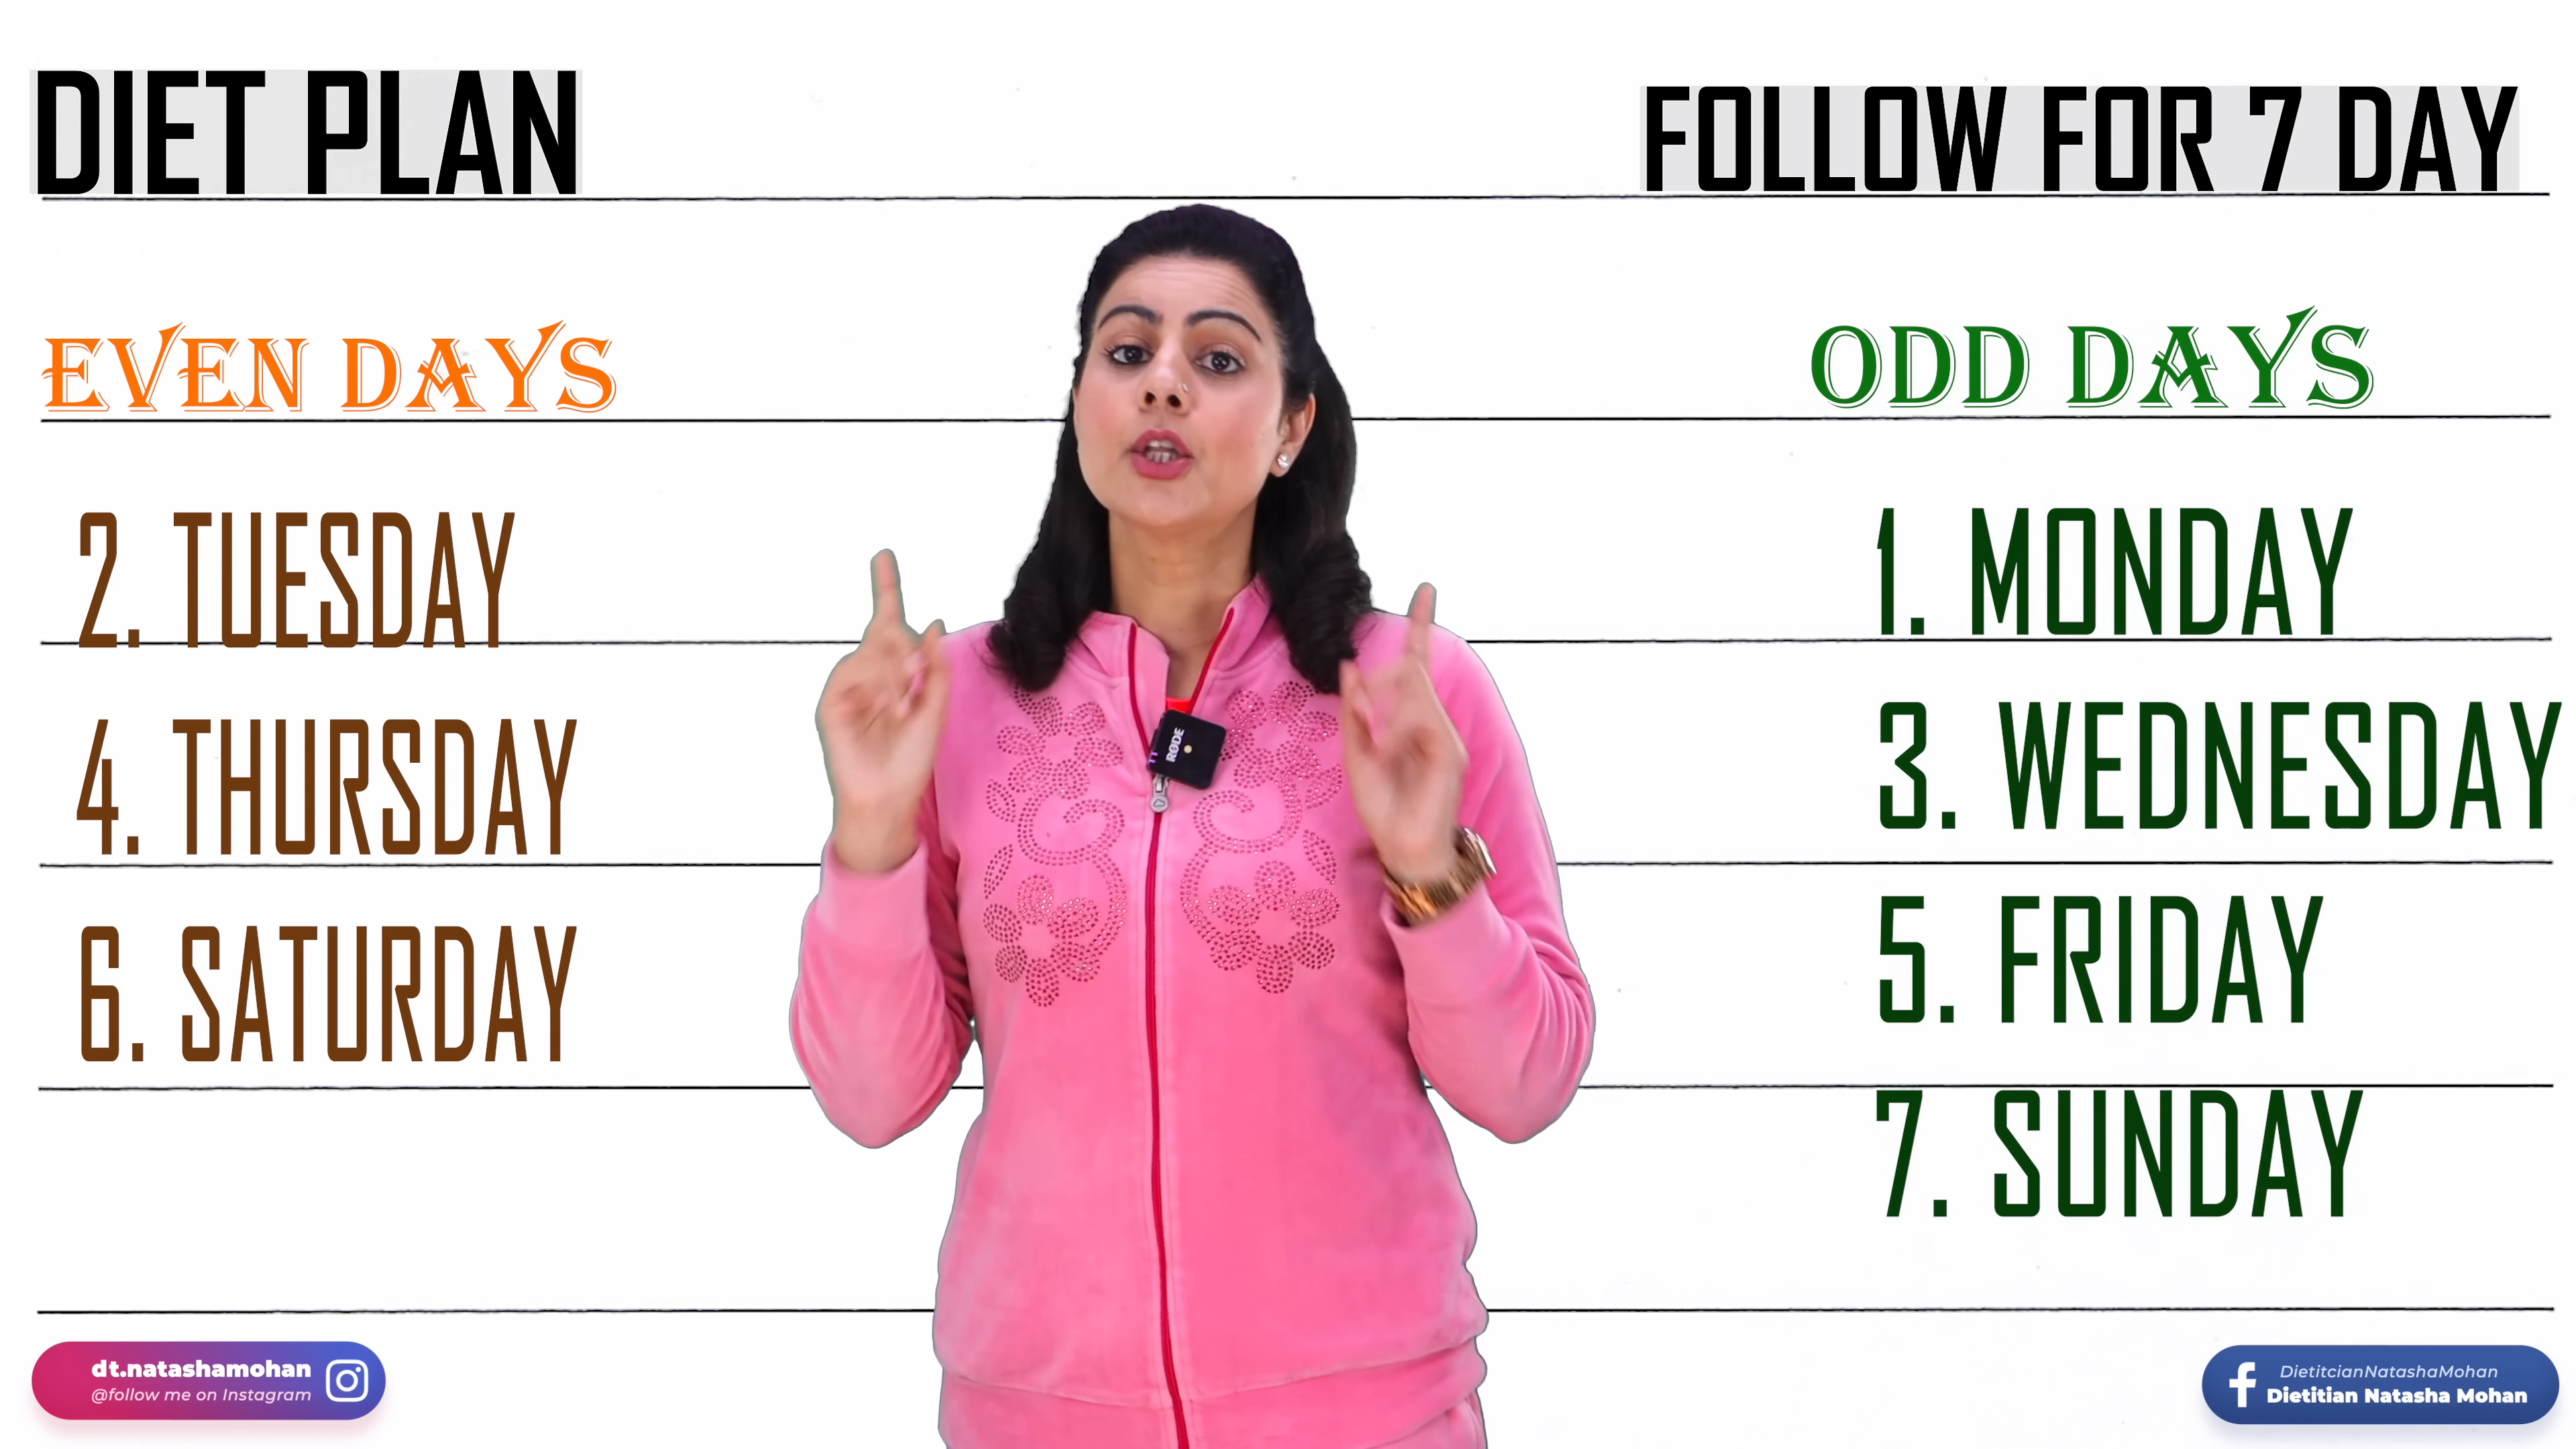 DIET PLAN
FOLLOW FOR 7 DAY
EVEN DAYS
2. TUESDAY
4. THURSDAY
6. SATURDAY
ODD DAYS
1. MONDAY
3. WEDNESDAY
5. FRIDAY
7. SUNDAY
RØDE
dt.natashamohan
@follow me on Instagram
DietitcianNatashaMohan
Dietitian Natasha Mohan